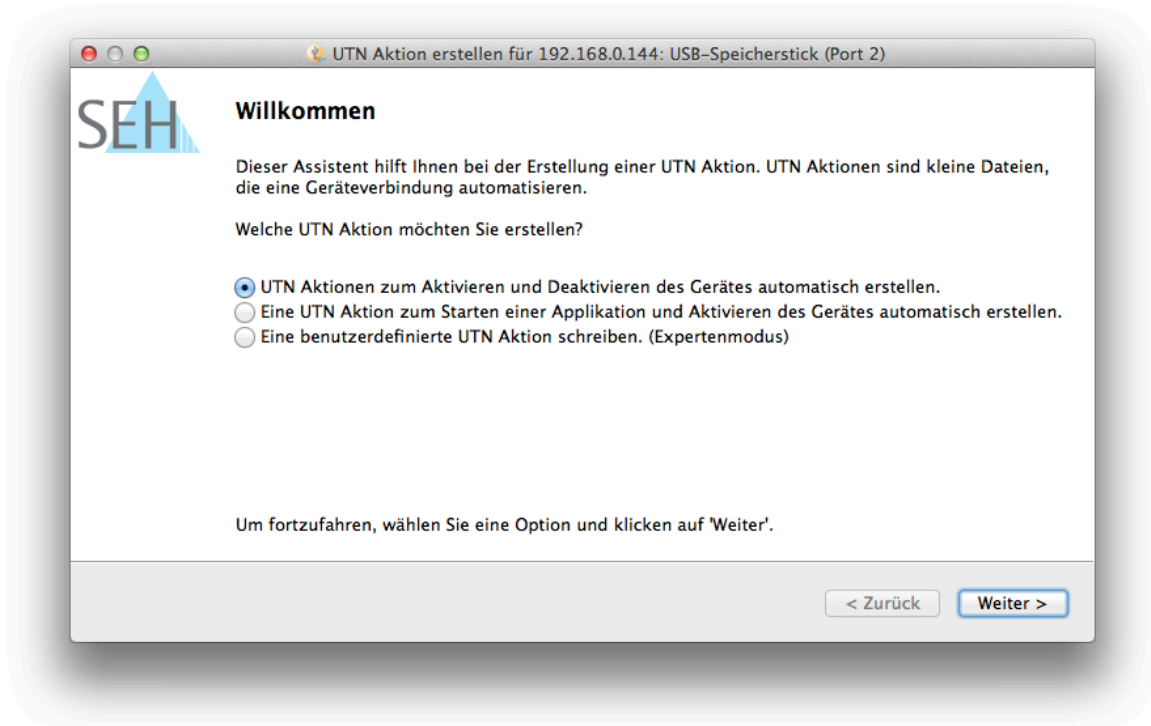 UTN Aktion erstellen für 192.168.0.144: USB-Speicherstick (Port 2)
SEH
Willkommen
Dieser Assistent hilft Ihnen bei der Erstellung einer UTN Aktion. UTN Aktionen sind kleine Dateien,
die eine Geräteverbindung automatisieren.
Welche UTN Aktion möchten Sie erstellen?
UTN Aktionen zum Aktivieren und Deaktivieren des Gerätes automatisch erstellen.
Eine UTN Aktion zum Starten einer Applikation und Aktivieren des Gerätes automatisch erstellen.
Eine benutzerdefinierte UTN Aktion schreiben. (Expertenmodus)
Um fortzufahren, wählen Sie eine Option und klicken auf 'Weiter'.
< Zurück
Weiter >